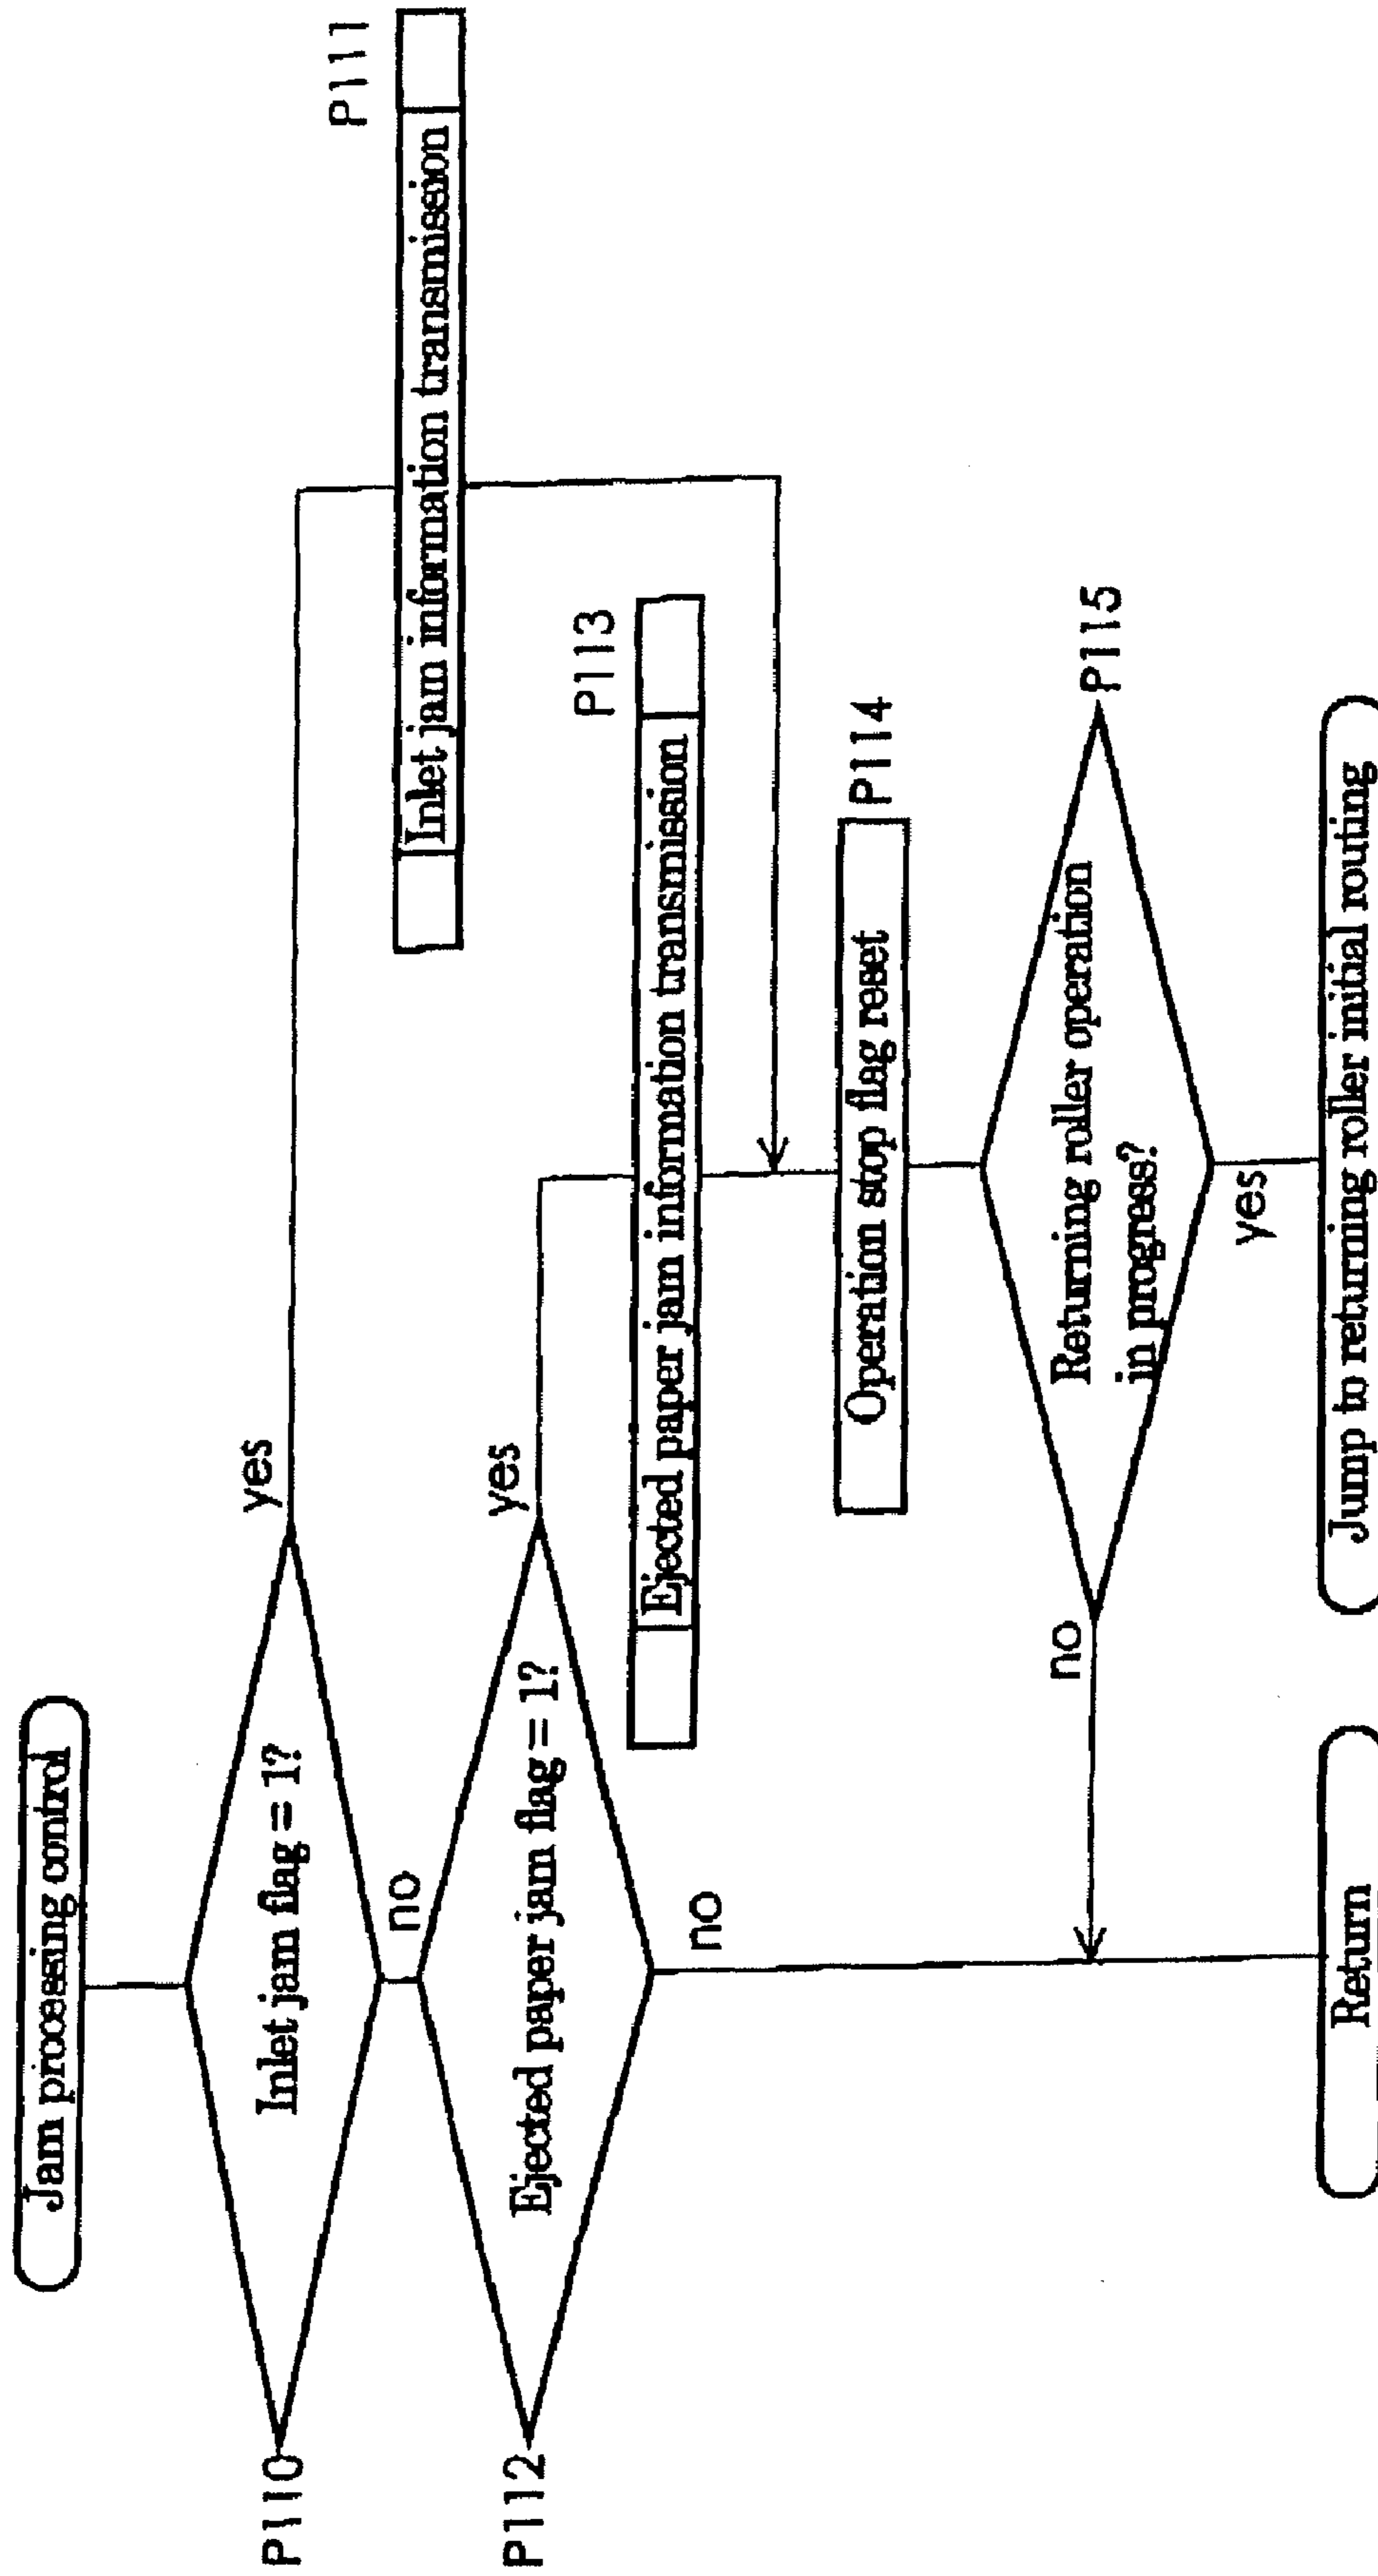 Jam processing control
P110
Inlet jam flag = 1?
yes
no
P111
Inlet jam information transmission
P112
Ejected paper jam flag = 1?
yes
no
P113
Ejected paper jam information transmission
Operation stop flag reset
P114
Returning roller operation
in progress?
P115
no
yes
Return
Jump to returning roller initial routing